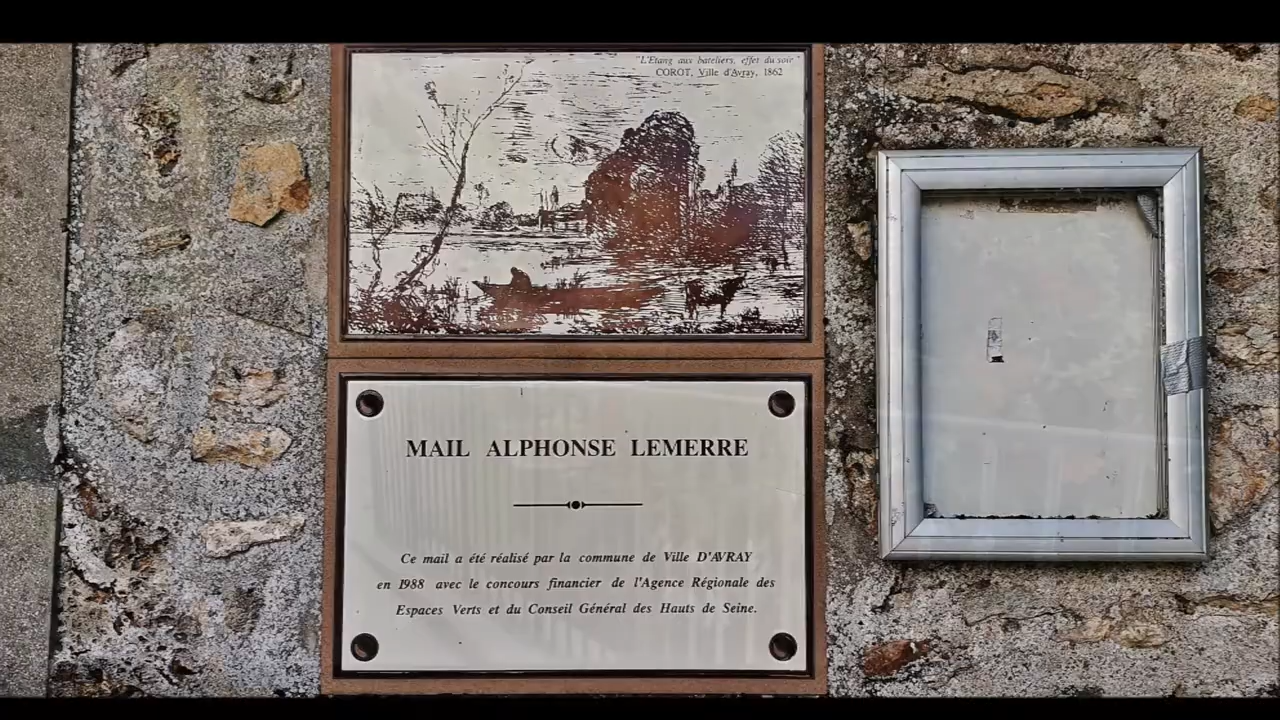 "L'Etang aux bateliers, effet du soir"
COROT, Ville d'Avray, 1862
MAIL ALPHONSE LEMERRE
Ce mail a été réalisé par la commune de Ville D'AVRAY
en 1988 avec le concours financier de l'Agence Régionale des
Espaces Verts et du Conseil Général des Hauts de Seine.